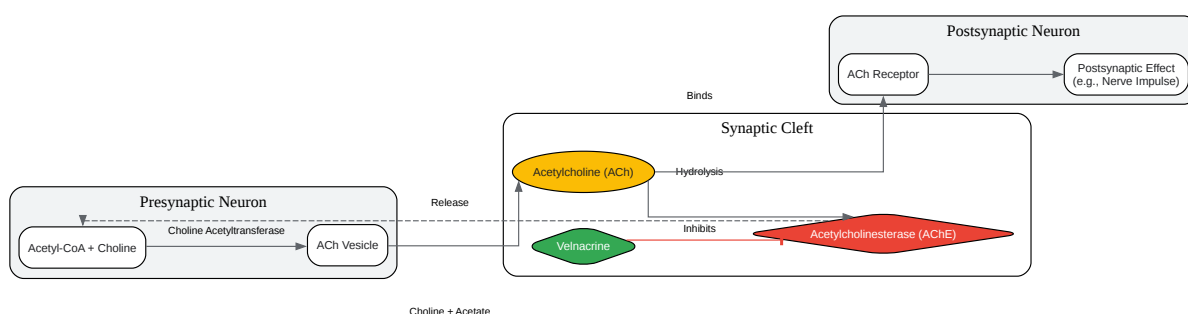 Postsynaptic Neuron
ACh Receptor
Postsynaptic Effect
(e.g., Nerve Impulse)
Binds
Synaptic Cleft
Acetylcholine (ACh)
Hydrolysis
Presynaptic Neuron
Release
Choline Acetyltransferase
Inhibits
Acetyl-CoA + Choline
ACh Vesicle
Velnacrine
Acetylcholinesterase (AChE)
Choline + Acetate